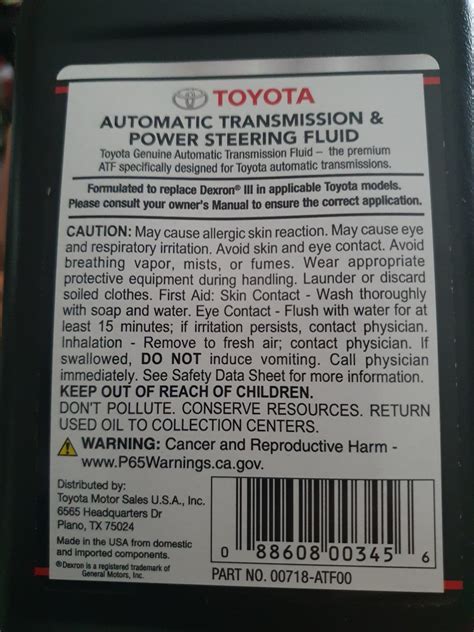 TOYOTA
AUTOMATIC TRANSMISSION &
POWER STEERING FLUID
Toyota Genuine Automatic Transmission Fluid – the premium
ATF specifically designed for Toyota automatic transmissions.
Formulated to replace Dexron® III in applicable Toyota models.
Please consult your owner's Manual to ensure the correct application.
CAUTION: May cause allergic skin reaction. May cause eye
and respiratory irritation. Avoid skin and eye contact. Avoid
breathing vapor, mists, or fumes. Wear appropriate
protective equipment during handling. Launder or discard
soiled clothes. First Aid: Skin Contact - Wash thoroughly
with soap and water. Eye Contact - Flush with water for at
least 15 minutes; if irritation persists, contact physician.
Inhalation - Remove to fresh air; contact physician. If
swallowed, DO NOT induce vomiting. Call physician
immediately. See Safety Data Sheet for more information.
KEEP OUT OF REACH OF CHILDREN.
DON'T POLLUTE. CONSERVE RESOURCES. RETURN
USED OIL TO COLLECTION CENTERS.
WARNING: Cancer and Reproductive Harm -
www.P65Warnings.ca.gov.
Distributed by:
Toyota Motor Sales U.S.A., Inc.
6565 Headquarters Dr
Plano, TX 75024
Made in the USA from domestic
and imported components.
®Dexron is a registered trademark of
General Motors, Inc.
0 88608 00345 6
PART NO. 00718-ATF00